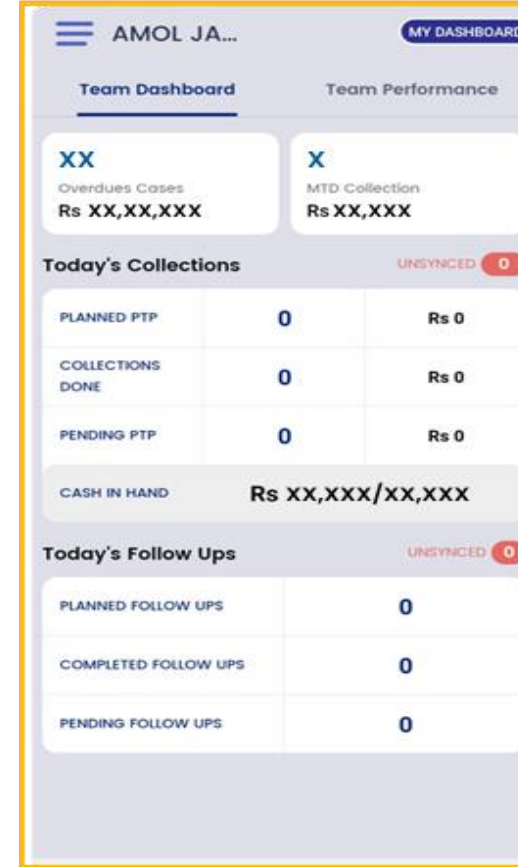 AMOL JA... MY DASHBOARD
Team Dashboard Team Performance
XX X
Overdues Cases MTD Collection
Rs XX,XX,XXX Rs XX,XXX
Today's Collections UNSYNCED 0
PLANNED PTP 0 Rs 0
COLLECTIONS
DONE 0 Rs 0
PENDING PTP 0 Rs 0
CASH IN HAND Rs XX,XXX/XX,XXX
Today's Follow Ups UNSYNCED 0
PLANNED FOLLOW UPS 0
COMPLETED FOLLOW UPS 0
PENDING FOLLOW UPS 0